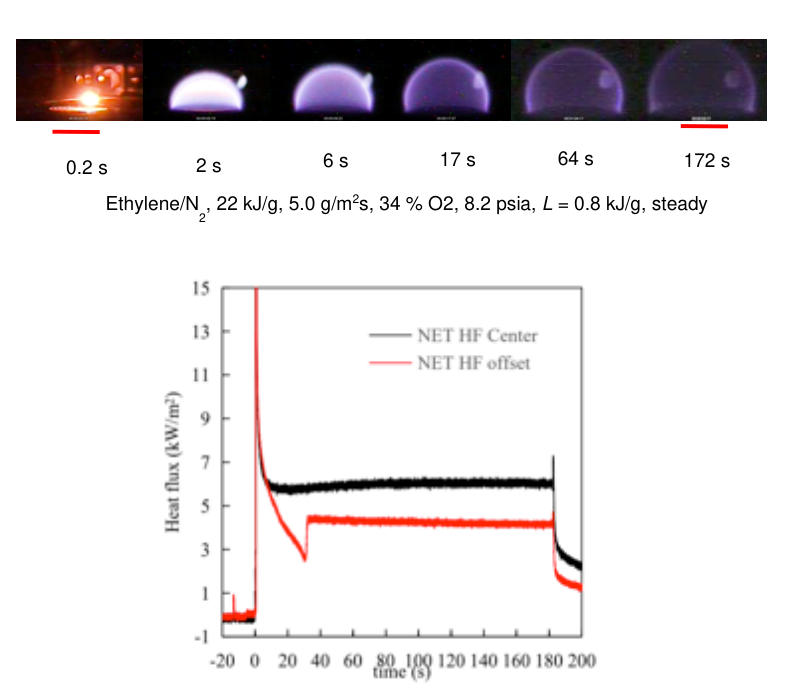 0.2 s 2 s 6 s 17 s 64 s 172 s
Ethylene/N2, 22 kJ/g, 5.0 g/m²s, 34 % O2, 8.2 psia, L = 0.8 kJ/g, steady
15
NET HF Center
13
NET HF offset
11
9
7
5
3
1
-1
Heat flux (kW/m²)
-20 0 20 40 60 80 100 120 140 160 180 200
time (s)